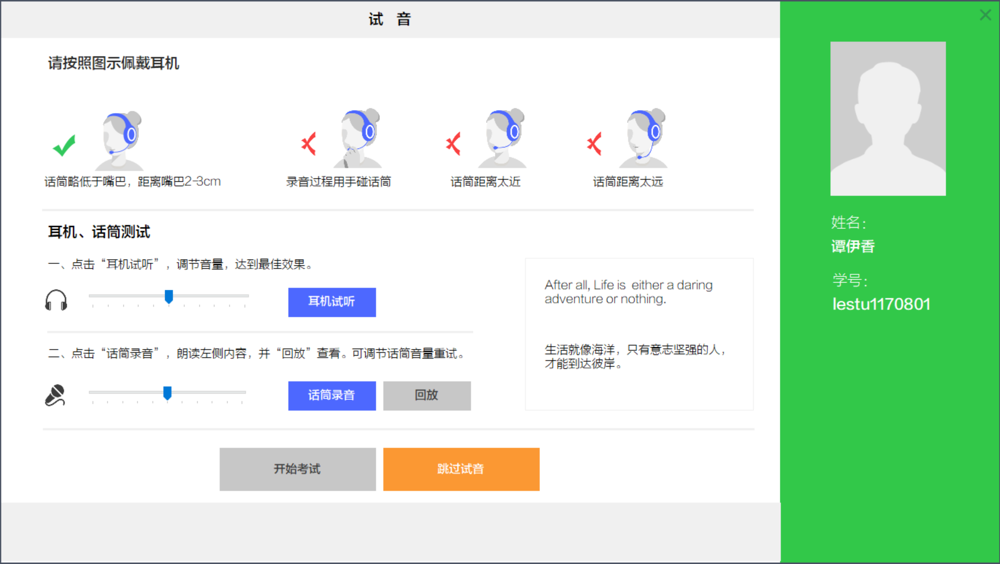 试 音
请按照图示佩戴耳机
话筒略低于嘴巴，距离嘴巴2-3cm
录音过程用手碰话筒
话筒距离太近
话筒距离太远
耳机、话筒测试
一、点击“耳机试听”，调节音量，达到最佳效果。
耳机试听
二、点击“话筒录音”，朗读左侧内容，并“回放”查看。可调节话筒音量重试。
话筒录音
回放
After all, Life is either a daring
adventure or nothing.
生活就像海洋，只有意志坚强的人，
才能到达彼岸。
开始考试
跳过试音
姓名：
谭伊香
学号：
lestu1170801